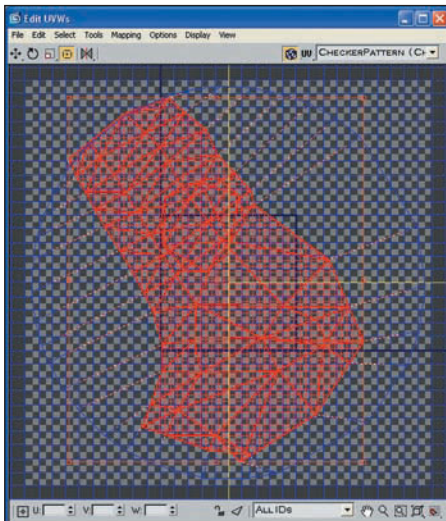 Edit UVWs
File Edit Select Tools Mapping Options Display View
UV CHECKERPATTERN (CH
U: V: W: ALL IDS